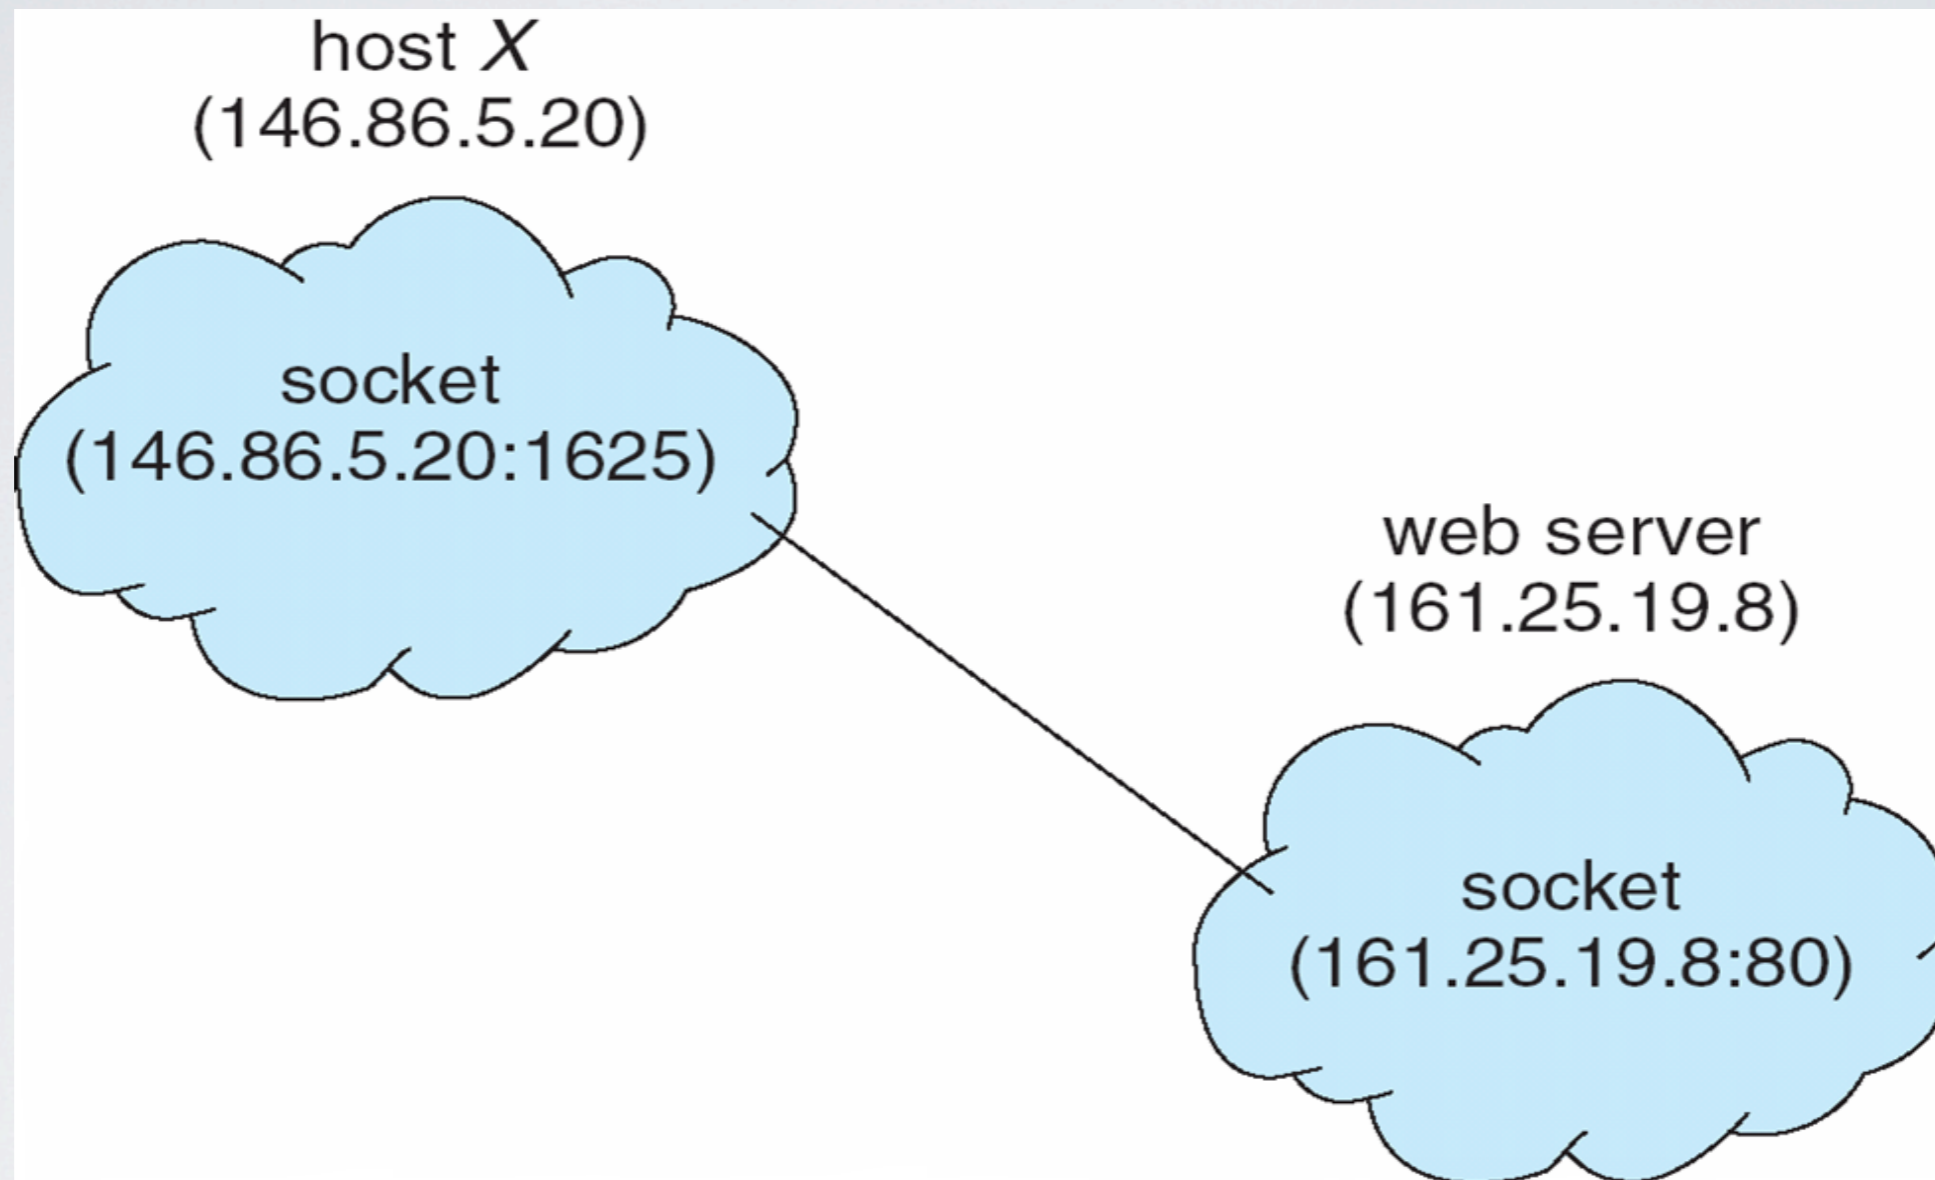 host X
(146.86.5.20)
socket
(146.86.5.20:1625)
web server
(161.25.19.8)
socket
(161.25.19.8:80)